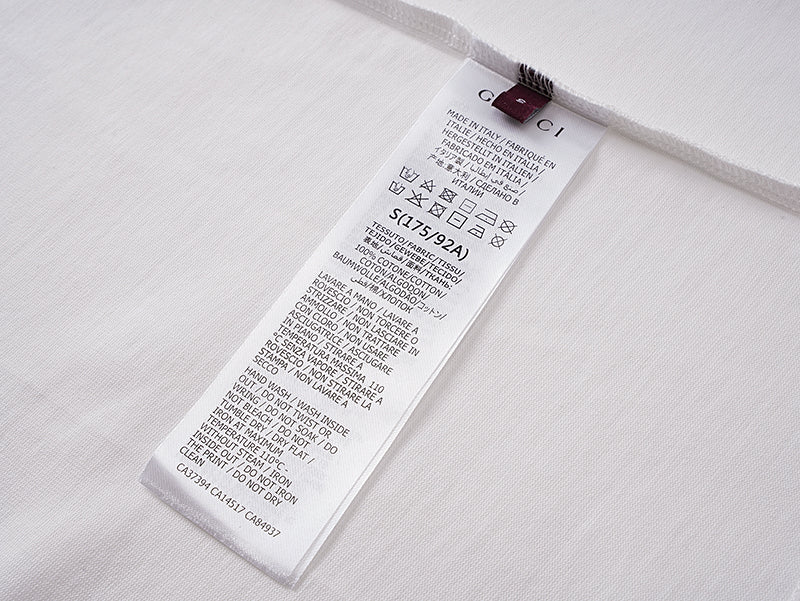 GUCCI
S
MADE IN ITALY / FABRIQUÉ EN
ITALIE / HECHO EN ITALIA /
HERGESTELLT IN ITALIEN /
FABRICADO EM ITALIA /
イタリア製 / صنع في إيطاليا /
产地:意大利 / СДЕЛАНО В
ИТАЛИИ
S(175/92A)
TESSUTO/FABRIC/TISSU/
TEJIDO/GEWEBE/TECIDO/
表地/قماش/面料/ТКАНЬ:
100% COTONE/COTTON/
COTON/ALGODON/
BAUMWOLLE/ALGODÃO/コットン/
قطن/棉/ХЛОПОК
LAVARE A MANO / LAVARE A
ROVESCIO / NON TORCERE O
STRIZZARE / NON LASCIARE IN
AMMOLLO / NON TRATTARE
CON CLORO / NON USARE
ASCIUGATRICE / ASCIUGARE
IN PIANO / STIRARE A
TEMPERATURA MASSIMA 110
°C SENZA VAPORE / STIRARE A
ROVESCIO / NON STIRARE LA
STAMPA / NON LAVARE A
SECCO
HAND WASH / WASH INSIDE
OUT / DO NOT TWIST OR
WRING / DO NOT SOAK / DO
NOT BLEACH / DO NOT
TUMBLE DRY / DRY FLAT /
IRON AT MAXIMUM
TEMPERATURE 110°C -
WITHOUT STEAM / IRON
INSIDE OUT / DO NOT IRON
THE PRINT / DO NOT DRY
CLEAN
CA37394 CA14517 CA84937